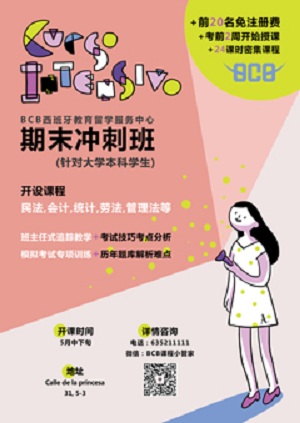 Curso
Intensivo
+前20名免注册费
+考前2周开始授课
+24课时密集课程
BCB
BCB西班牙教育留学服务中心
期末冲刺班
(针对大学本科学生)
开设课程
民法,会计,统计,劳法,管理法等
班主任式追踪教学+考试技巧考点分析
模拟考试专项训练+历年题库解析难点
开课时间
5月中下旬
详情咨询
电话:635211111
微信:BCB课程小管家
地址
Calle de la princesa
31, 5-1